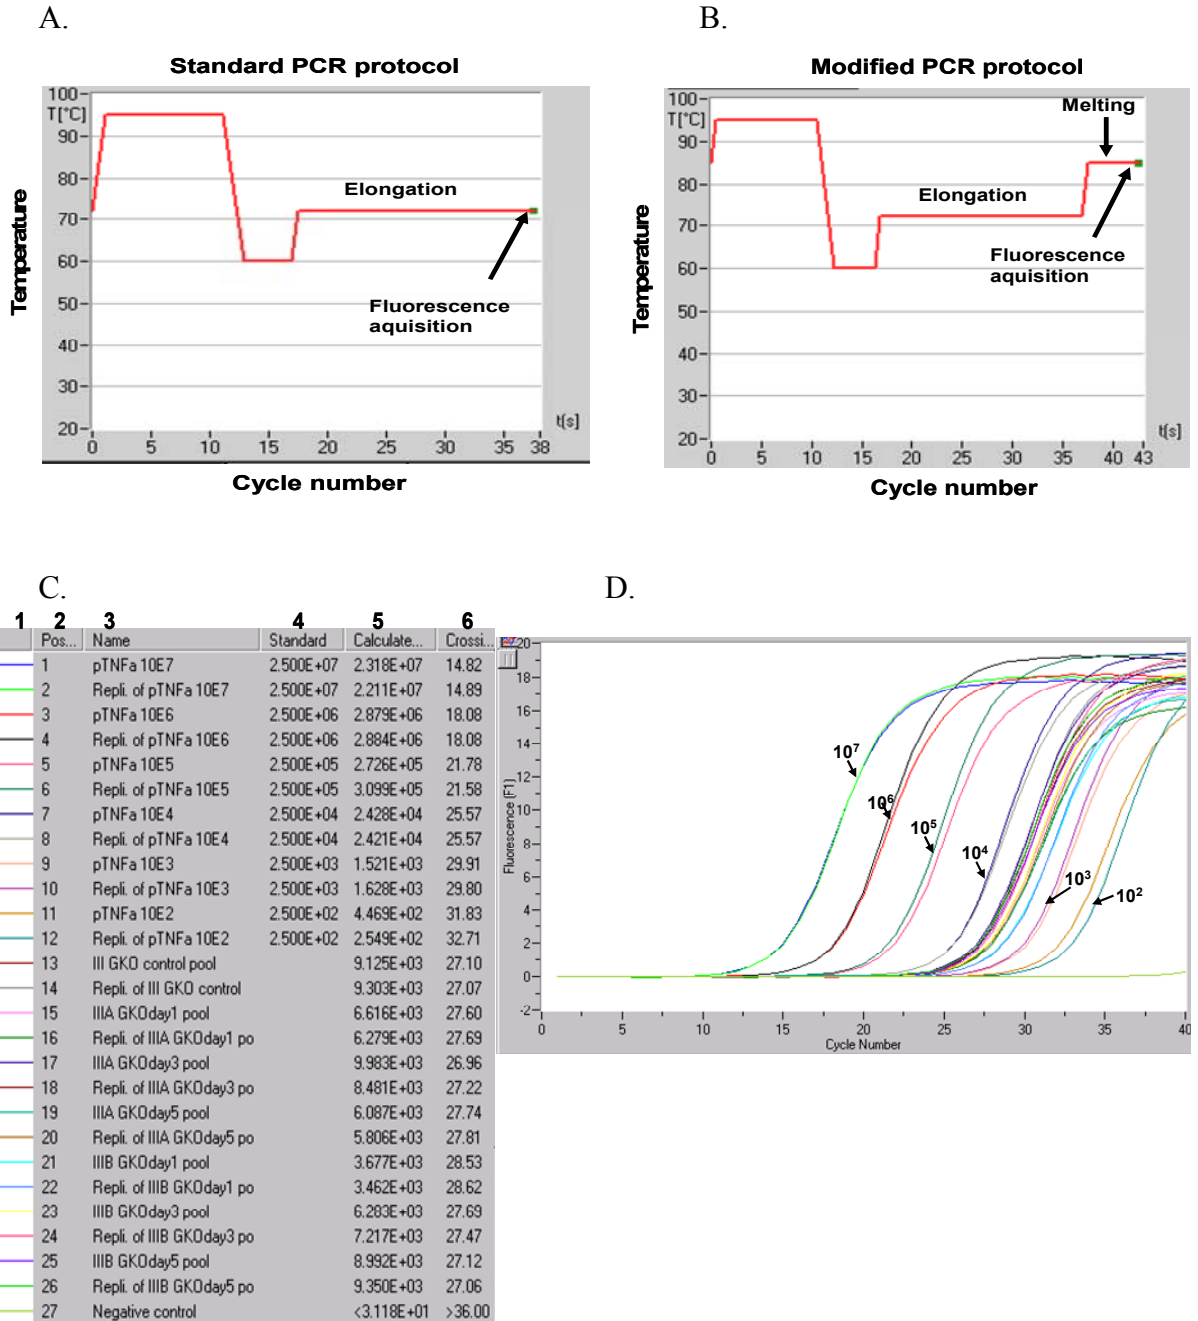 A.
B.
Standard PCR protocol
Modified PCR protocol
100
T[°C]
90
80
70
60
50
40
30
20
Temperature
Elongation
Fluorescence
aquisition
0 5 10 15 20 25 30 35 38
t[s]
Cycle number
100
T[°C]
90
80
70
60
50
40
30
20
Temperature
Melting
Elongation
Fluorescence
aquisition
0 5 10 15 20 25 30 35 40 43
t[s]
Cycle number
C.
D.
1 2 3 4 5 6
Pos... Name Standard Calculate... Crossi...
1 pTNFa 10E7 2.500E+07 2.318E+07 14.82
2 Repli. of pTNFa 10E7 2.500E+07 2.211E+07 14.89
3 pTNFa 10E6 2.500E+06 2.879E+06 18.08
4 Repli. of pTNFa 10E6 2.500E+06 2.884E+06 18.08
5 pTNFa 10E5 2.500E+05 2.726E+05 21.78
6 Repli. of pTNFa 10E5 2.500E+05 3.099E+05 21.58
7 pTNFa 10E4 2.500E+04 2.428E+04 25.57
8 Repli. of pTNFa 10E4 2.500E+04 2.421E+04 25.57
9 pTNFa 10E3 2.500E+03 1.521E+03 29.91
10 Repli. of pTNFa 10E3 2.500E+03 1.628E+03 29.80
11 pTNFa 10E2 2.500E+02 4.469E+02 31.83
12 Repli. of pTNFa 10E2 2.500E+02 2.549E+02 32.71
13 III GKO control pool 9.125E+03 27.10
14 Repli. of III GKO control 9.303E+03 27.07
15 IIIA GKOday1 pool 6.616E+03 27.60
16 Repli. of IIIA GKOday1 po 6.279E+03 27.69
17 IIIA GKOday3 pool 9.983E+03 26.96
18 Repli. of IIIA GKOday3 po 8.481E+03 27.22
19 IIIA GKOday5 pool 6.087E+03 27.74
20 Repli. of IIIA GKOday5 po 5.806E+03 27.81
21 IIIB GKOday1 pool 3.677E+03 28.53
22 Repli. of IIIB GKOday1 po 3.462E+03 28.62
23 IIIB GKOday3 pool 6.283E+03 27.69
24 Repli. of IIIB GKOday3 po 7.217E+03 27.47
25 IIIB GKOday5 pool 8.992E+03 27.12
26 Repli. of IIIB GKOday5 po 9.350E+03 27.06
27 Negative control <3.118E+01 >36.00
20
18
16
14
12
10
8
6
4
2
0
-2
Fluorescence (F1)
10⁷
10⁶
10⁵
10⁴
10³
10²
0 5 10 15 20 25 30 35 40
Cycle Number